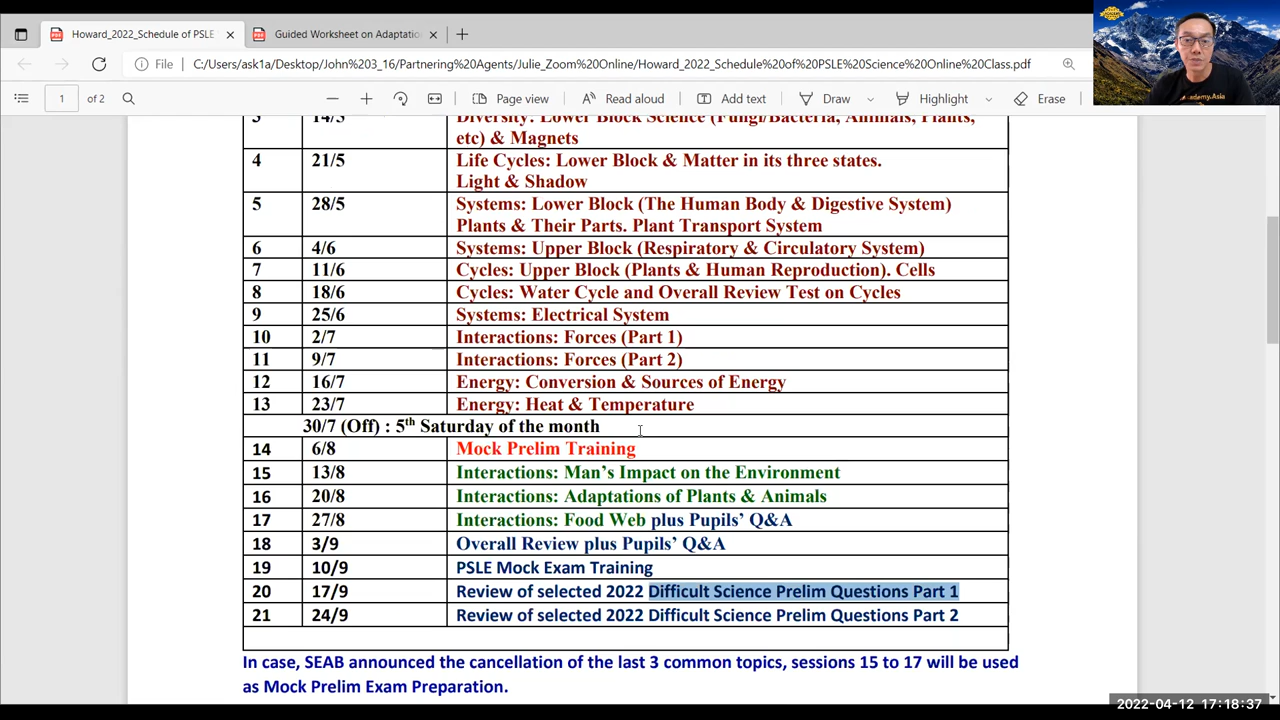 Howard_2022_Schedule of PSLE
Guided Worksheet on Adaptatio
File C:/Users/ask1a/Desktop/John%203_16/Partnering%20Agents/Julie_Zoom%20Online/Howard_2022_Schedule%20of%20PSLE%20Science%20Online%20Class.pdf
1 of 2 Page view Read aloud Add text Draw Highlight Erase
3 14/5 Diversity: Lower Block Science (Fungi/Bacteria, Animals, Plants,
etc) & Magnets
4 21/5 Life Cycles: Lower Block & Matter in its three states.
Light & Shadow
5 28/5 Systems: Lower Block (The Human Body & Digestive System)
Plants & Their Parts. Plant Transport System
6 4/6 Systems: Upper Block (Respiratory & Circulatory System)
7 11/6 Cycles: Upper Block (Plants & Human Reproduction). Cells
8 18/6 Cycles: Water Cycle and Overall Review Test on Cycles
9 25/6 Systems: Electrical System
10 2/7 Interactions: Forces (Part 1)
11 9/7 Interactions: Forces (Part 2)
12 16/7 Energy: Conversion & Sources of Energy
13 23/7 Energy: Heat & Temperature
30/7 (Off) : 5th Saturday of the month
14 6/8 Mock Prelim Training
15 13/8 Interactions: Man's Impact on the Environment
16 20/8 Interactions: Adaptations of Plants & Animals
17 27/8 Interactions: Food Web plus Pupils' Q&A
18 3/9 Overall Review plus Pupils' Q&A
19 10/9 PSLE Mock Exam Training
20 17/9 Review of selected 2022 Difficult Science Prelim Questions Part 1
21 24/9 Review of selected 2022 Difficult Science Prelim Questions Part 2
In case, SEAB announced the cancellation of the last 3 common topics, sessions 15 to 17 will be used
as Mock Prelim Exam Preparation.
2022-04-12 17:18:37